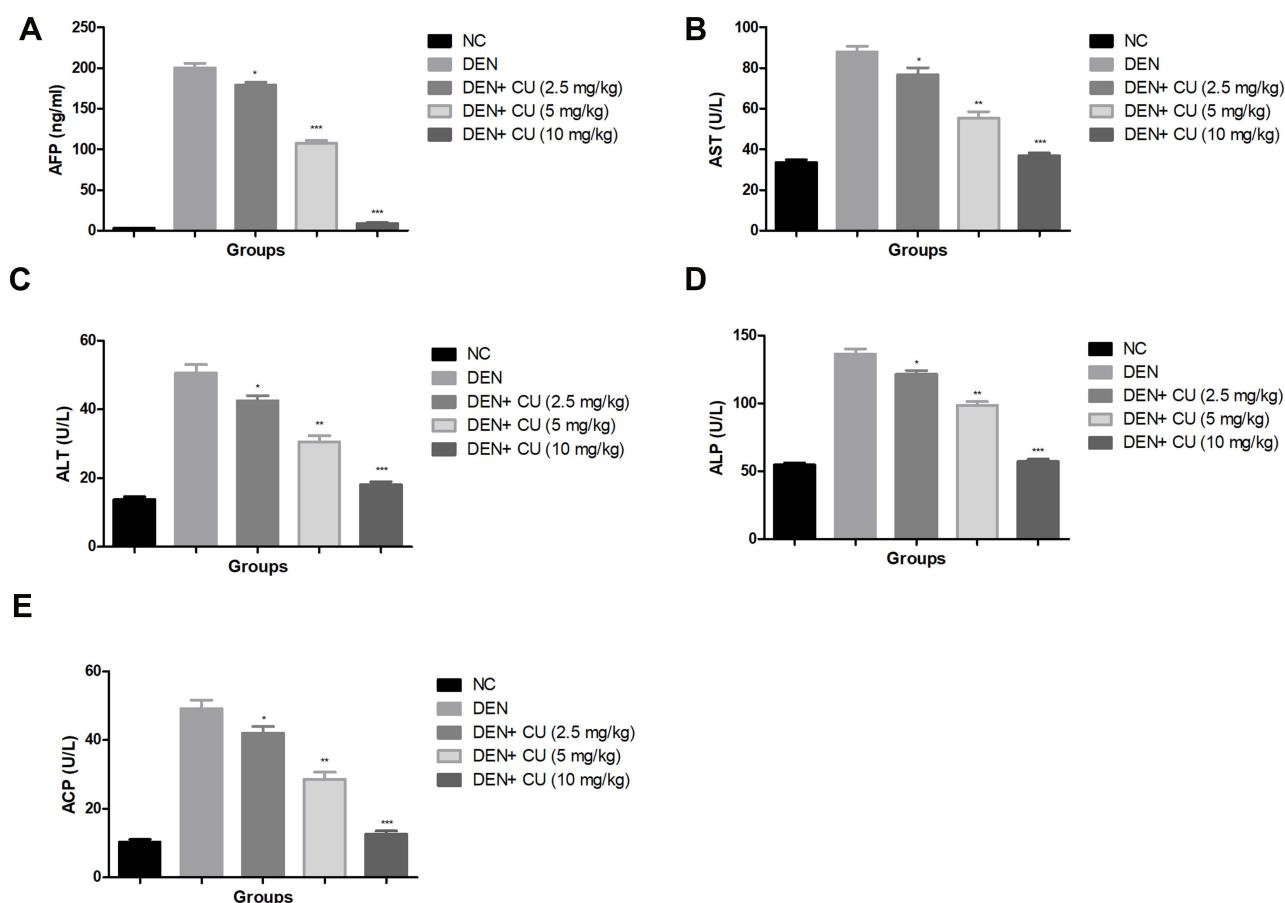 A
AFP (ng/ml)
250
200
150
100
50
0
*
***
***
Groups
NC
DEN
DEN+ CU (2.5 mg/kg)
DEN+ CU (5 mg/kg)
DEN+ CU (10 mg/kg)
B
AST (U/L)
100
80
60
40
20
0
*
**
***
Groups
NC
DEN
DEN+ CU (2.5 mg/kg)
DEN+ CU (5 mg/kg)
DEN+ CU (10 mg/kg)
C
ALT (U/L)
60
40
20
0
*
**
***
Groups
NC
DEN
DEN+ CU (2.5 mg/kg)
DEN+ CU (5 mg/kg)
DEN+ CU (10 mg/kg)
D
ALP (U/L)
150
100
50
0
*
**
***
Groups
NC
DEN
DEN+ CU (2.5 mg/kg)
DEN+ CU (5 mg/kg)
DEN+ CU (10 mg/kg)
E
ACP (U/L)
60
40
20
0
*
**
***
Groups
NC
DEN
DEN+ CU (2.5 mg/kg)
DEN+ CU (5 mg/kg)
DEN+ CU (10 mg/kg)